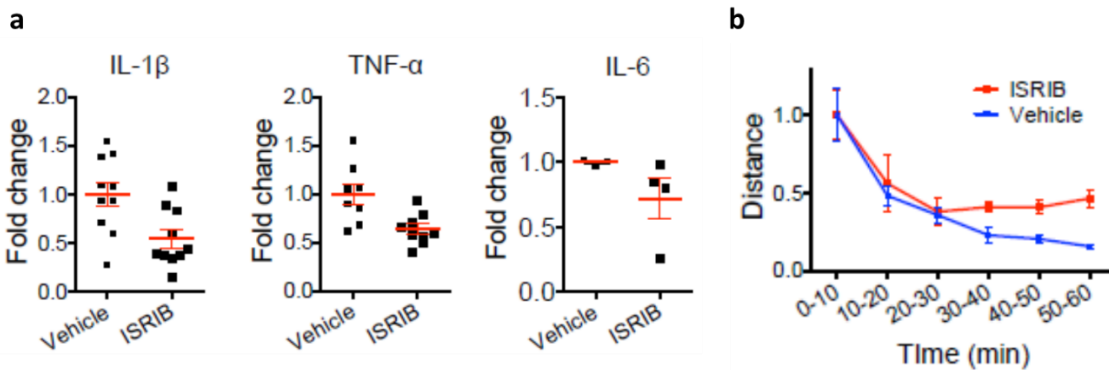 a
IL-1β
Fold change
2.0
1.5
1.0
0.5
0.0
Vehicle
ISRIB
TNF-α
Fold change
2.0
1.5
1.0
0.5
0.0
Vehicle
ISRIB
IL-6
Fold change
1.5
1.0
0.5
0.0
Vehicle
ISRIB
b
ISRIB
Vehicle
Distance
1.0
0.5
0.0
0-10
10-20
20-30
30-40
40-50
50-60
TIme (min)